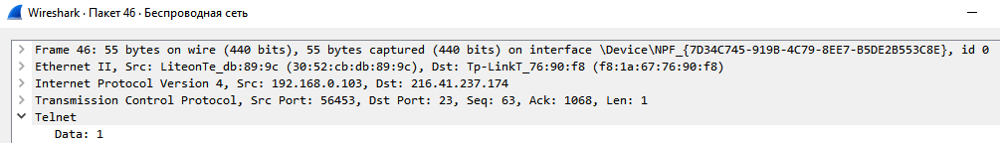 Wireshark · Пакет 46 · Беспроводная сеть
Frame 46: 55 bytes on wire (440 bits), 55 bytes captured (440 bits) on interface \Device\NPF_{7D34C745-919B-4C79-8EE7-B5DE2B553C8E}, id 0
Ethernet II, Src: LiteonTe_db:89:9c (30:52:cb:db:89:9c), Dst: Tp-LinkT_76:90:f8 (f8:1a:67:76:90:f8)
Internet Protocol Version 4, Src: 192.168.0.103, Dst: 216.41.237.174
Transmission Control Protocol, Src Port: 56453, Dst Port: 23, Seq: 63, Ack: 1068, Len: 1
Telnet
Data: 1